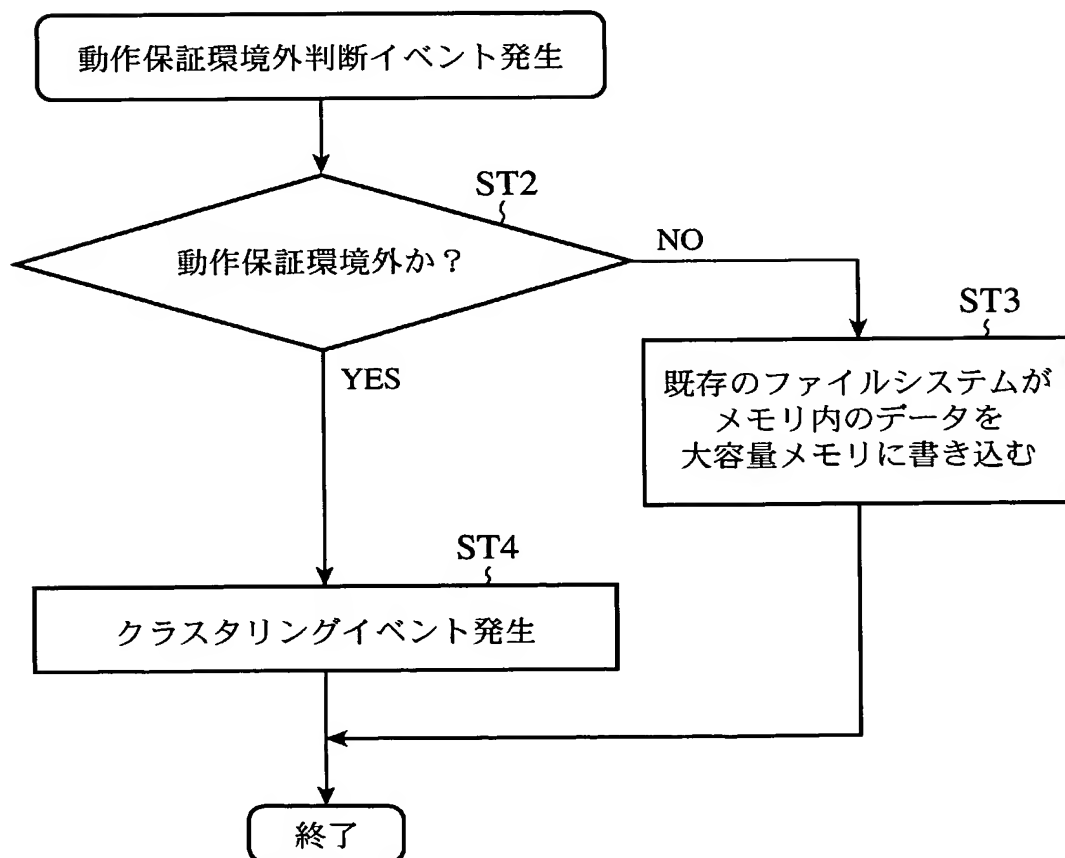 動作保証環境外判断イベント発生
ST2
動作保証環境外か？
NO
ST3
YES
既存のファイルシステムが
メモリ内のデータを
大容量メモリに書き込む
ST4
クラスタリングイベント発生
終了